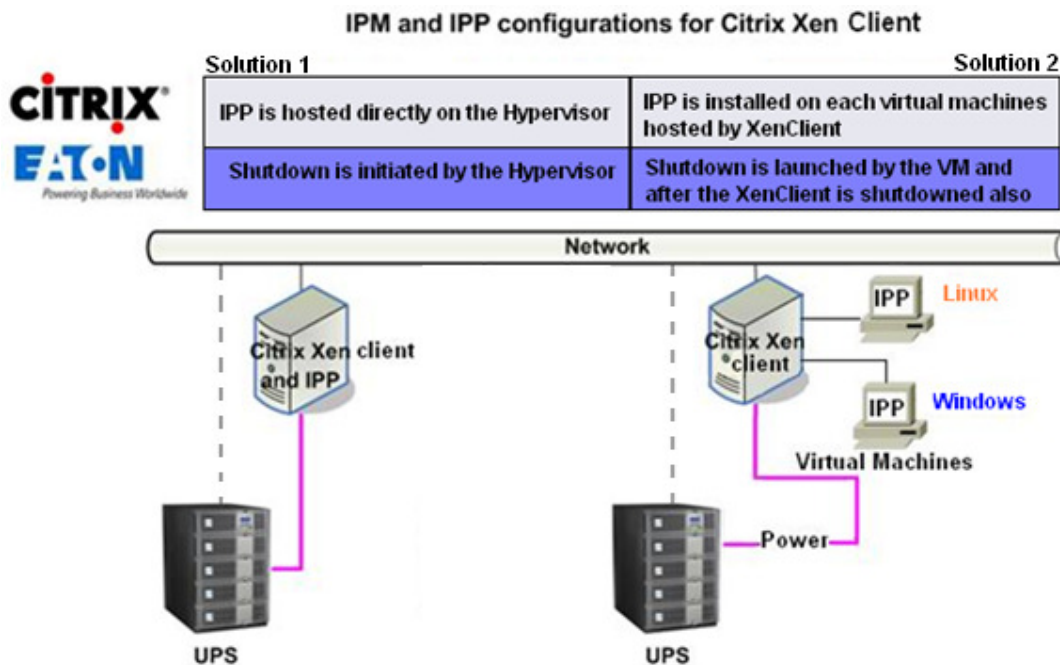 IPM and IPP configurations for Citrix Xen Client
Solution 1
Solution 2
CiTRIX®
EATON
Powering Business Worldwide
IPP is hosted directly on the Hypervisor
IPP is installed on each virtual machines
hosted by XenClient
Shutdown is initiated by the Hypervisor
Shutdown is launched by the VM and
after the XenClient is shutdowned also
Network
IPP
Linux
Citrix Xen client
and IPP
Citrix Xen
client
IPP
Windows
Virtual Machines
Power
UPS
UPS